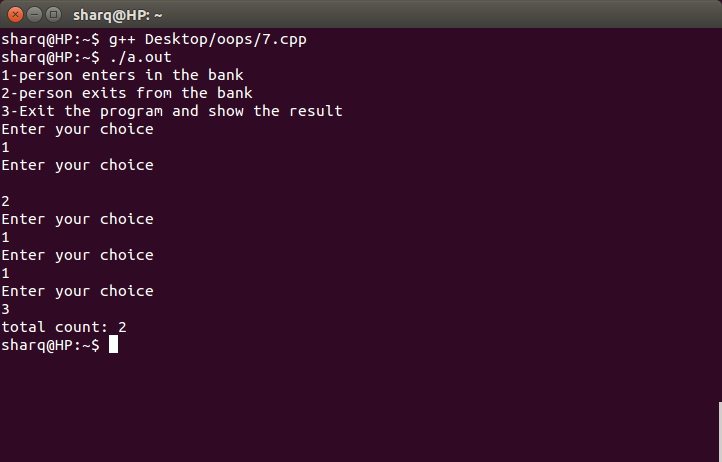 sharq@HP: ~
sharq@HP:~$ g++ Desktop/oops/7.cpp
sharq@HP:~$ ./a.out
1-person enters in the bank
2-person exits from the bank
3-Exit the program and show the result
Enter your choice
1
Enter your choice

2
Enter your choice
1
Enter your choice
1
Enter your choice
3
total count: 2
sharq@HP:~$